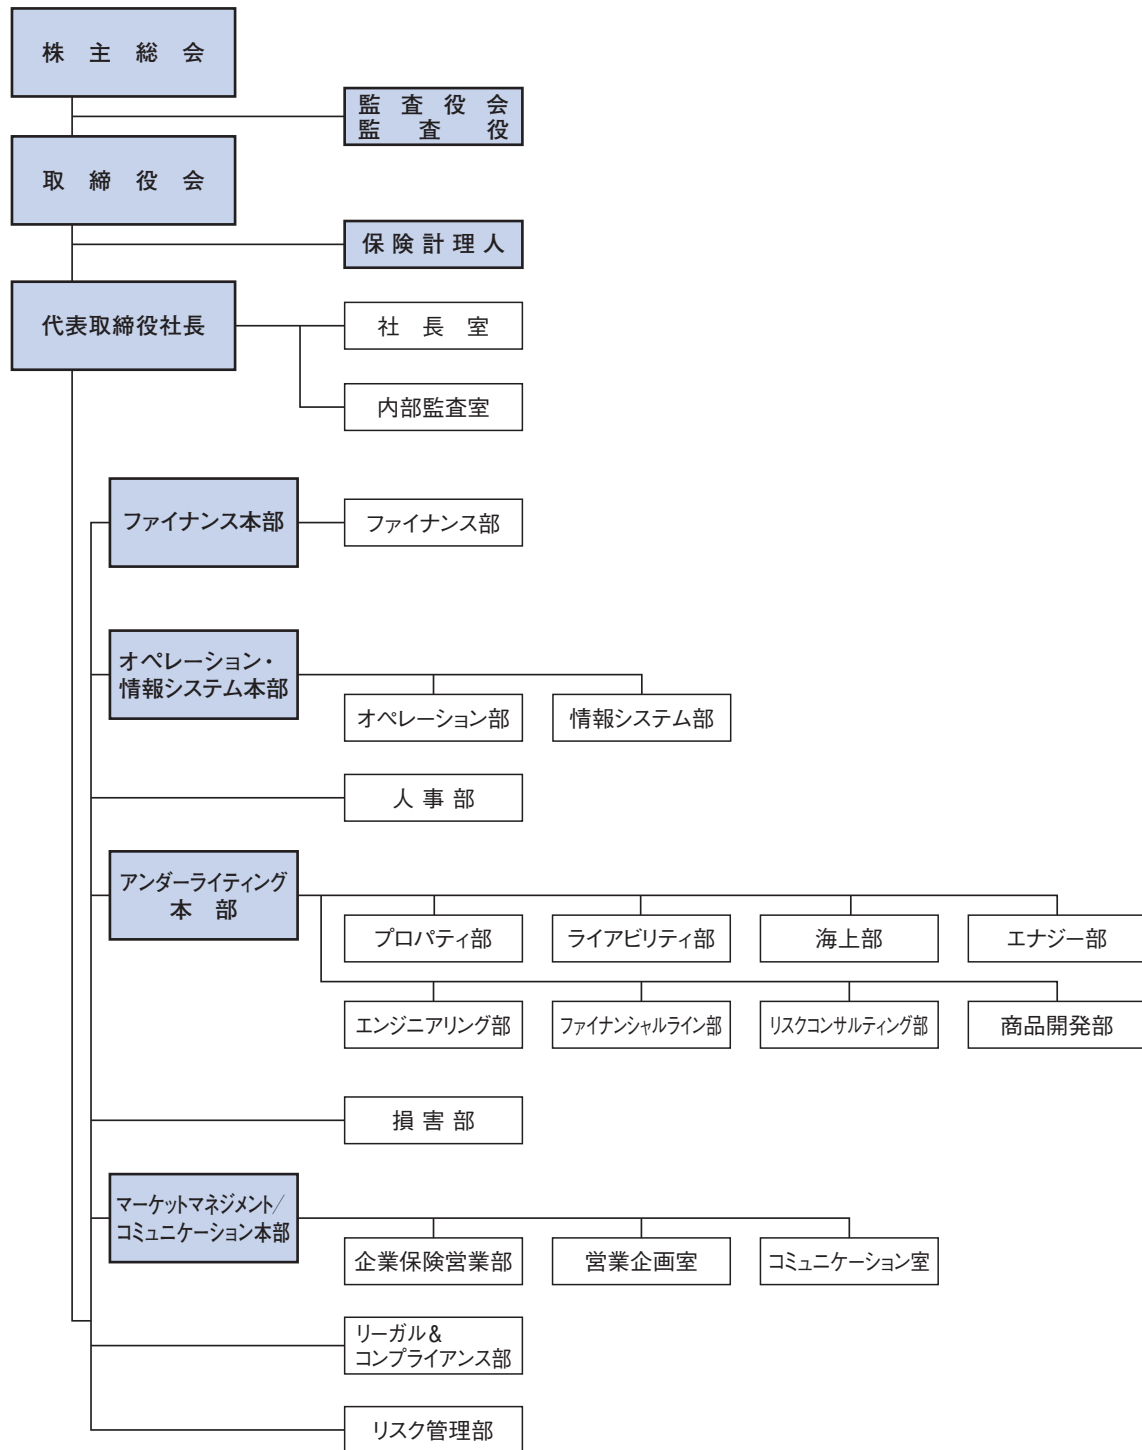 株主総会
監査役会
監査役
取締役会
保険計理人
代表取締役社長
社長室
内部監査室
ファイナンス本部
ファイナンス部
オペレーション・
情報システム本部
オペレーション部
情報システム部
人事部
アンダーライティング
本部
プロパティ部
ライアビリティ部
海上部
エナジー部
エンジニアリング部
ファイナンシャルライン部
リスクコンサルティング部
商品開発部
損害部
マーケットマネジメント/
コミュニケーション本部
企業保険営業部
営業企画室
コミュニケーション室
リーガル&
コンプライアンス部
リスク管理部